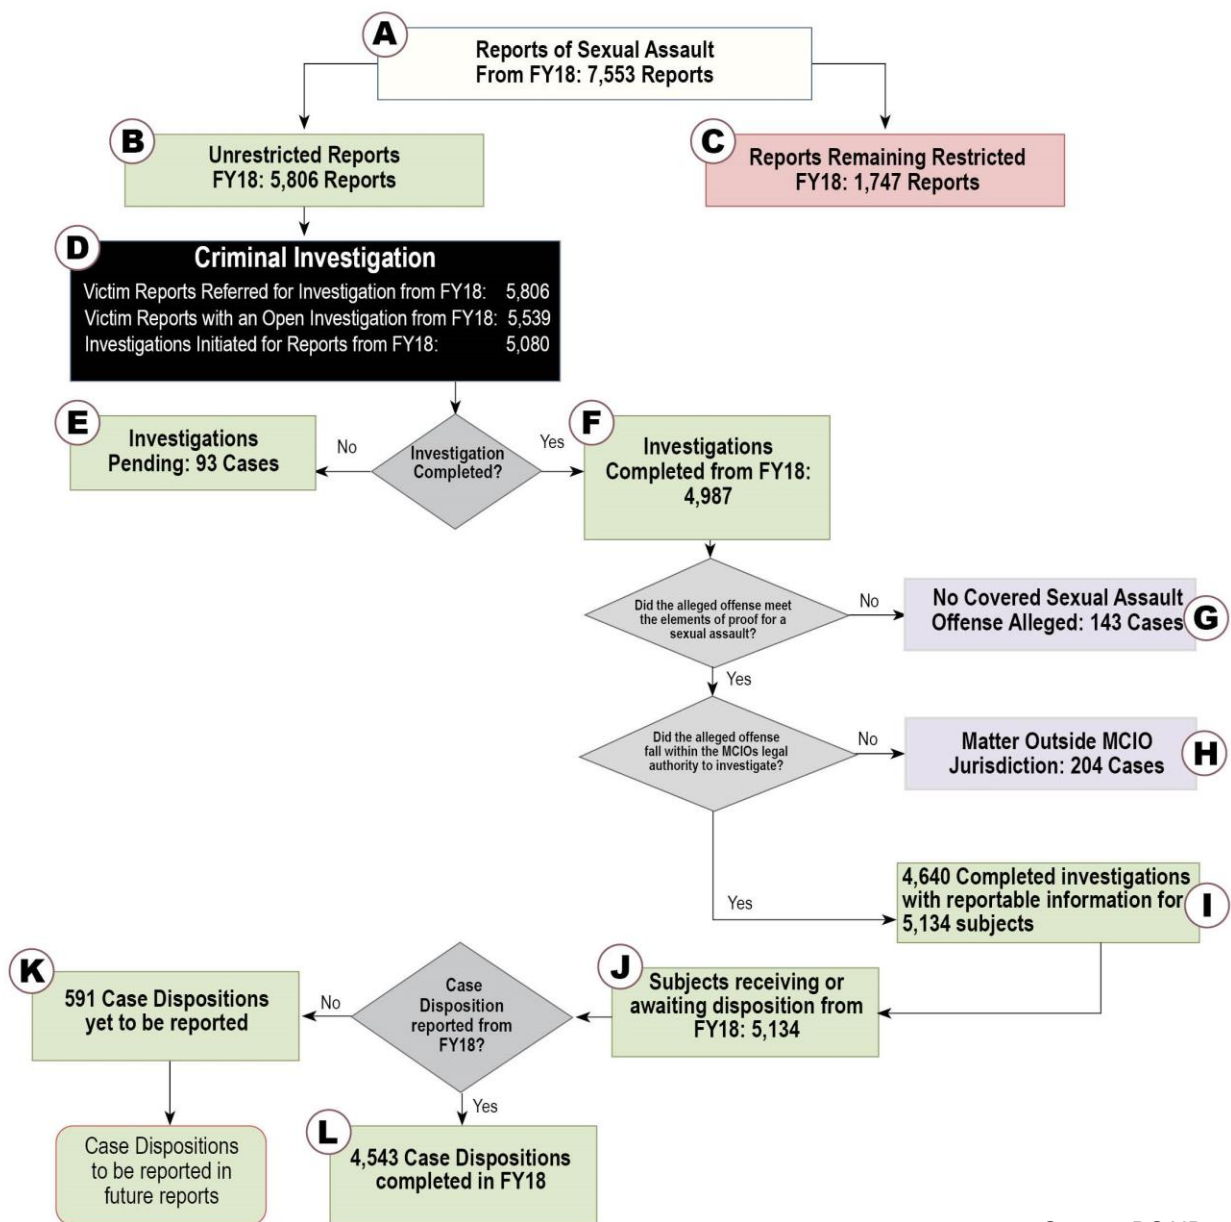 A
Reports of Sexual Assault
From FY18: 7,553 Reports
B
Unrestricted Reports
FY18: 5,806 Reports
C
Reports Remaining Restricted
FY18: 1,747 Reports
D
Criminal Investigation
Victim Reports Referred for Investigation from FY18: 5,806
Victim Reports with an Open Investigation from FY18: 5,539
Investigations Initiated for Reports from FY18: 5,080
E
Investigations
Pending: 93 Cases
No
Investigation
Completed?
Yes
F
Investigations
Completed from FY18:
4,987
Did the alleged offense meet
the elements of proof for a
sexual assault?
No
No Covered Sexual Assault
Offense Alleged: 143 Cases
G
Yes
Did the alleged offense
fall within the MCIOs legal
authority to investigate?
No
Matter Outside MCIO
Jurisdiction: 204 Cases
H
Yes
4,640 Completed investigations
with reportable information for
5,134 subjects
I
J
Subjects receiving or
awaiting disposition from
FY18: 5,134
Case
Disposition
reported from
FY18?
No
K
591 Case Dispositions
yet to be reported
Case Dispositions
to be reported in
future reports
Yes
L
4,543 Case Dispositions
completed in FY18